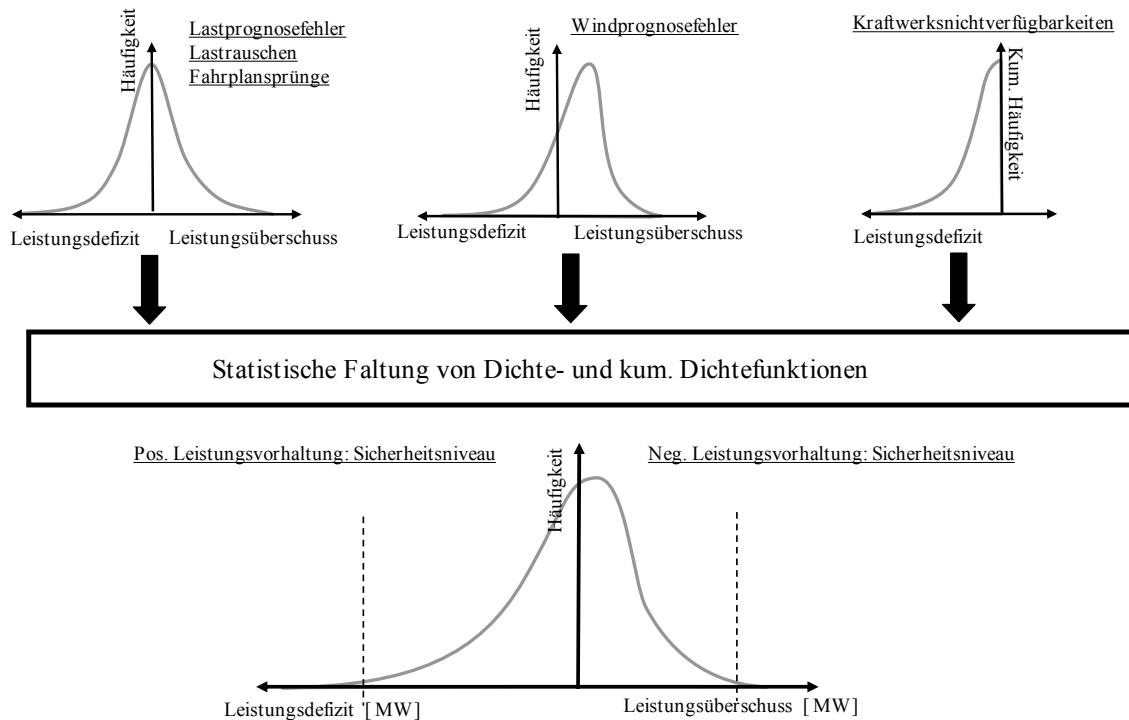 Lastprognosefehler
Lastrauschen
Fahrplansprünge
Häufigkeit
Leistungsdefizit
Leistungsüberschuss
Windprognosefehler
Häufigkeit
Leistungsdefizit
Leistungsüberschuss
Kraftwerksnichtverfügbarkeiten
Kum. Häufigkeit
Leistungsdefizit
Statistische Faltung von Dichte- und kum. Dichtefunktionen
Pos. Leistungsvorhaltung: Sicherheitsniveau
Neg. Leistungsvorhaltung: Sicherheitsniveau
Häufigkeit
Leistungsdefizit [MW]
Leistungsüberschuss [MW]